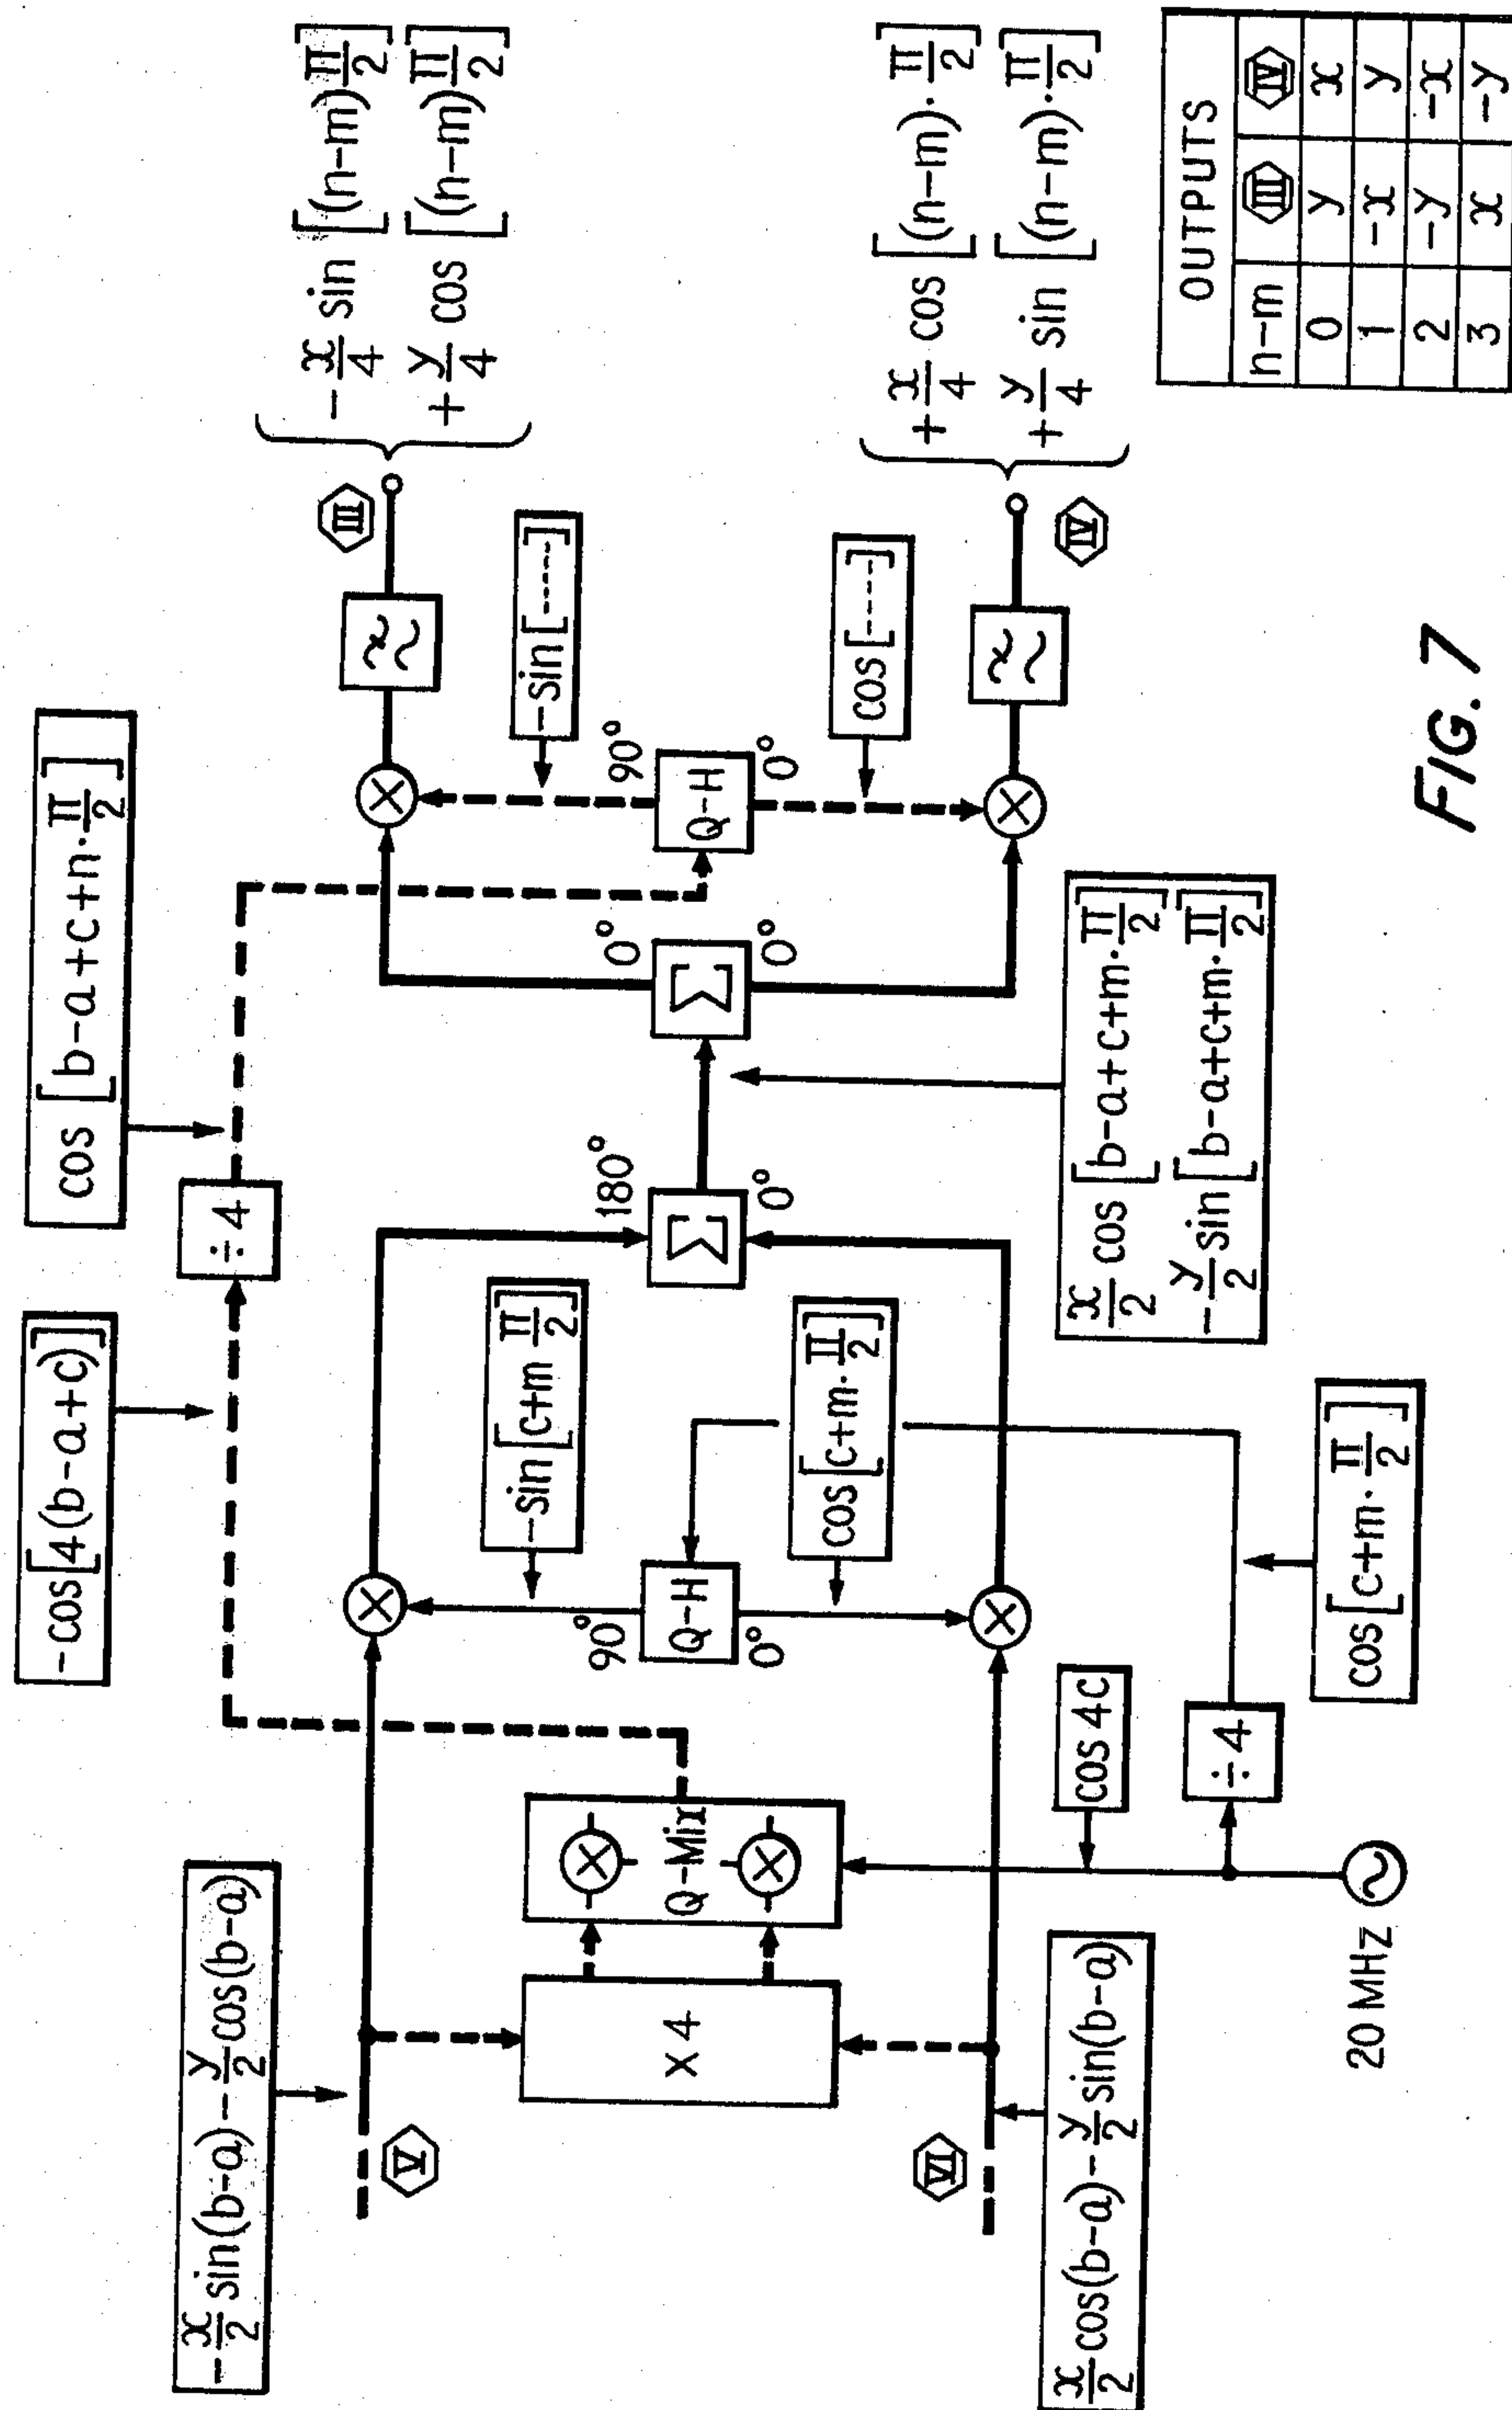 -x/2 sin(b-a) - y/2 cos(b-a)
V
-cos[4(b-a+c)]
÷4
cos [b-a+c+n·π/2]
III
-x/4 sin [(n-m)π/2]
+y/4 cos [(n-m)π/2]
X 4
Q-Mix
90°
Q-H
0°
-sin[c+m π/2]
cos[c+m·π/2]
180°
Σ
0°
0°
Σ
0°
90°
Q-H
0°
-sin[-----]
cos[----]
VI
x/2 cos(b-a) - y/2 sin(b-a)
20 MHz
cos 4C
÷4
cos[c+m·π/2]
x/2 cos [b-a+c+m·π/2]
-y/2 sin [b-a+c+m·π/2]
IV
+x/4 cos [(n-m)·π/2]
+y/4 sin [(n-m)·π/2]
FIG. 7
OUTPUTS
n-m III IV
0 y x
1 -x y
2 -y -x
3 x -y